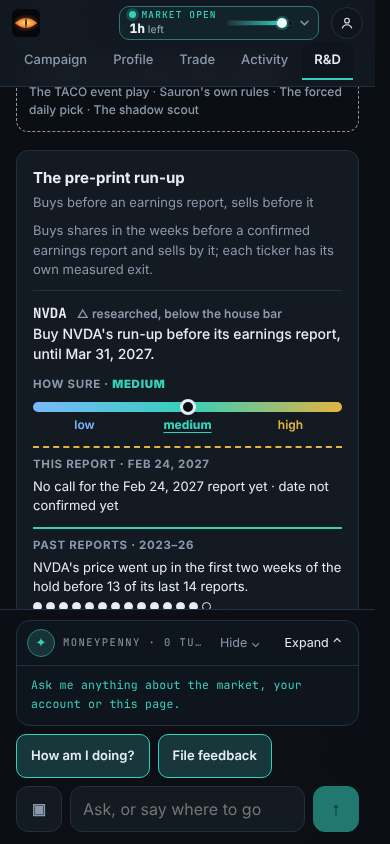 MARKET OPEN
1h left
Campaign Profile Trade Activity R&D
The TACO event play · Sauron's own rules · The forced
daily pick · The shadow scout
The pre-print run-up
Buys before an earnings report, sells before it
Buys shares in the weeks before a confirmed
earnings report and sells by it; each ticker has its
own measured exit.
NVDA △ researched, below the house bar
Buy NVDA's run-up before its earnings report,
until Mar 31, 2027.
HOW SURE · MEDIUM
low medium high
THIS REPORT · FEB 24, 2027
No call for the Feb 24, 2027 report yet · date not
confirmed yet
PAST REPORTS · 2023–26
NVDA's price went up in the first two weeks of the
hold before 13 of its last 14 reports.
MONEYPENNY · 0 TU… Hide Expand
Ask me anything about the market, your
account or this page.
How am I doing? File feedback
Ask, or say where to go